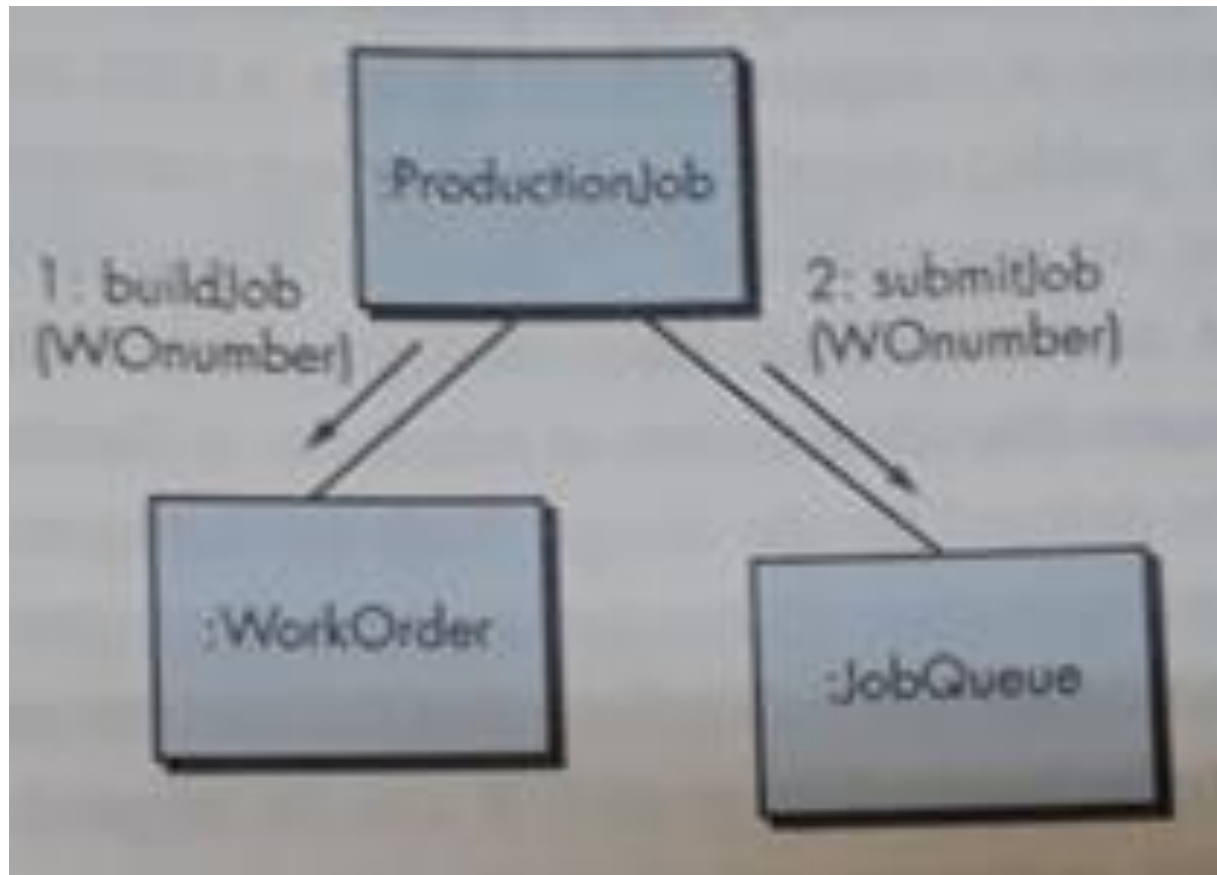 :ProductionJob
1: buildJob
(WOnumber)
2: submitJob
(WOnumber)
:WorkOrder
:JobQueue